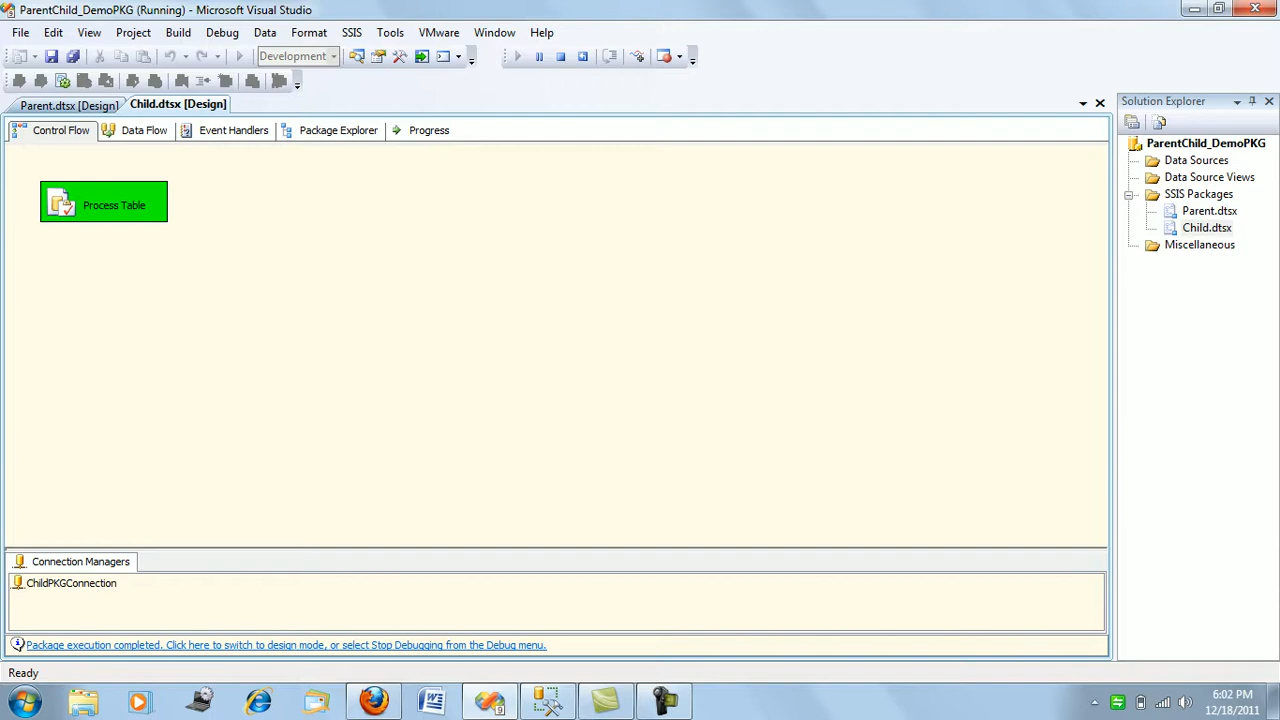 ParentChild_DemoPKG (Running) - Microsoft Visual Studio
File Edit View Project Build Debug Data Format SSIS Tools VMware Window Help
Development
Parent.dtsx [Design] Child.dtsx [Design]
Solution Explorer
Control Flow Data Flow Event Handlers Package Explorer Progress
ParentChild_DemoPKG
Data Sources
Data Source Views
SSIS Packages
Parent.dtsx
Child.dtsx
Miscellaneous
Process Table
Connection Managers
ChildPKGConnection
Package execution completed. Click here to switch to design mode, or select Stop Debugging from the Debug menu.
Ready
6:02 PM
12/18/2011